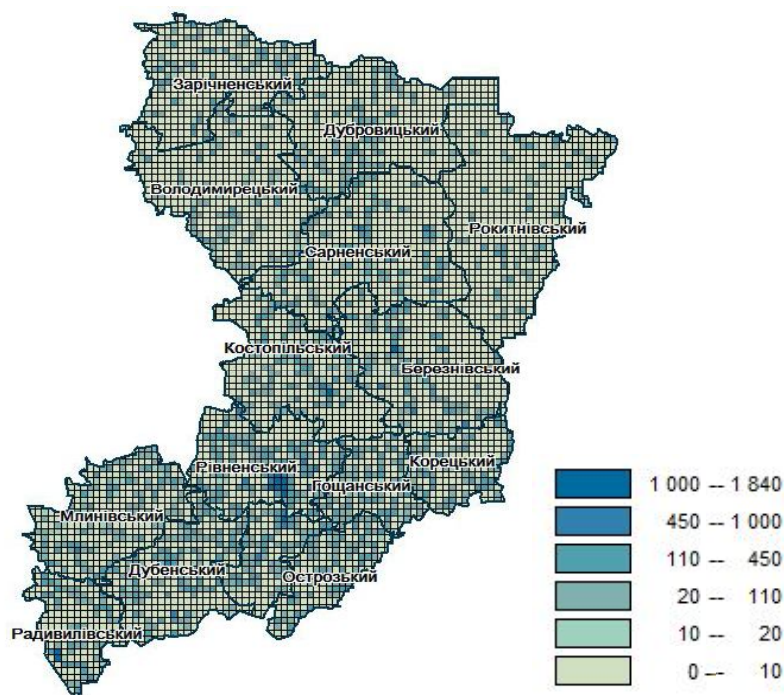 Зарічненський
Дубровицький
Володимирецький
Рокитнівський
Сарненський
Костопільський
Березнівський
Рівненський
Корецький
Гощанський
Млинівський
Дубенський
Острозький
Радивилівський
1 000 -- 1 840
450 -- 1 000
110 -- 450
20 -- 110
10 -- 20
0 -- 10